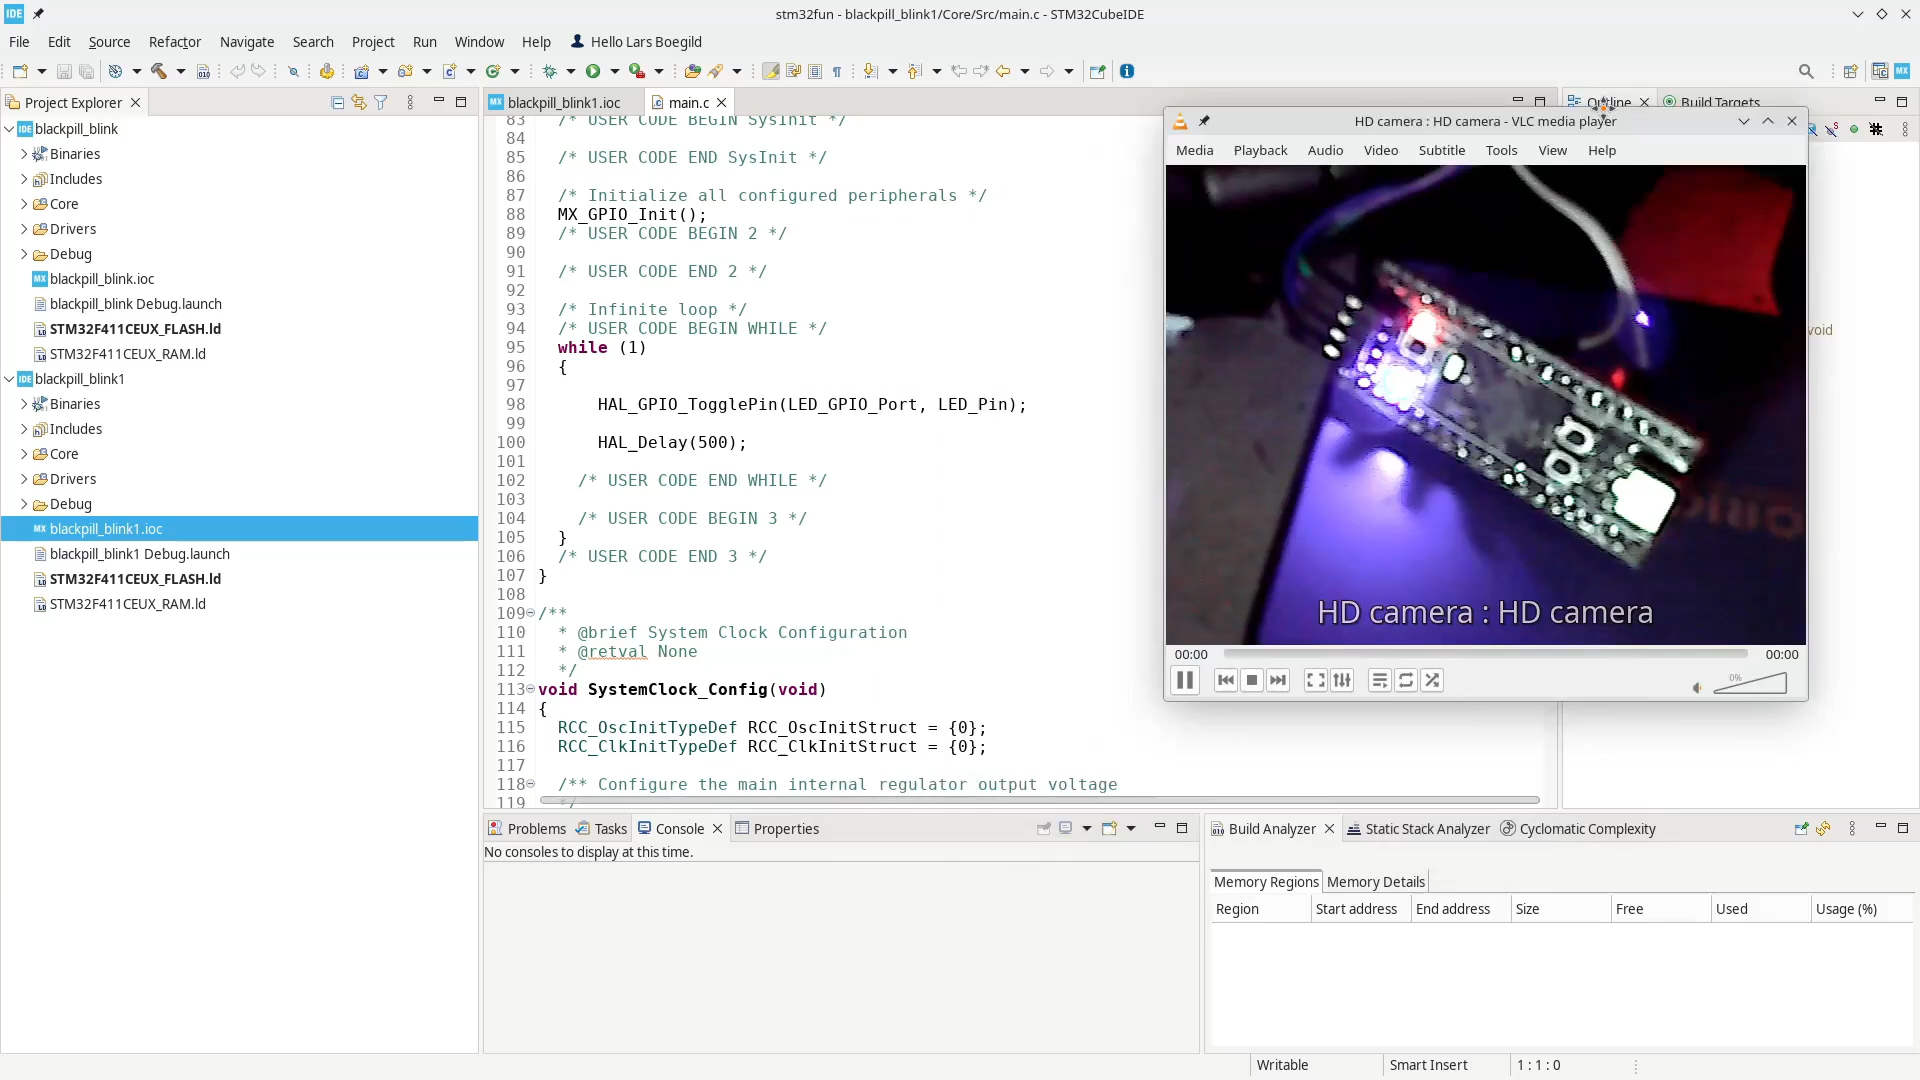 IDE
stm32fun - blackpill_blink1/Core/Src/main.c - STM32CubeIDE
File Edit Source Refactor Navigate Search Project Run Window Help Hello Lars Boegild
Project Explorer
blackpill_blink
Binaries
Includes
Core
Drivers
Debug
MX blackpill_blink.ioc
blackpill_blink Debug.launch
STM32F411CEUX_FLASH.ld
STM32F411CEUX_RAM.ld
blackpill_blink1
Binaries
Includes
Core
Drivers
Debug
MX blackpill_blink1.ioc
blackpill_blink1 Debug.launch
STM32F411CEUX_FLASH.ld
STM32F411CEUX_RAM.ld
MX blackpill_blink1.ioc
main.c
83 /* USER CODE BEGIN SysInit */
84
85 /* USER CODE END SysInit */
86
87 /* Initialize all configured peripherals */
88 MX_GPIO_Init();
89 /* USER CODE BEGIN 2 */
90
91 /* USER CODE END 2 */
92
93 /* Infinite loop */
94 /* USER CODE BEGIN WHILE */
95 while (1)
96 {
97
98 HAL_GPIO_TogglePin(LED_GPIO_Port, LED_Pin);
99
100 HAL_Delay(500);
101
102 /* USER CODE END WHILE */
103
104 /* USER CODE BEGIN 3 */
105 }
106 /* USER CODE END 3 */
107 }
108
109 /**
110 * @brief System Clock Configuration
111 * @retval None
112 */
113 void SystemClock_Config(void)
114 {
115 RCC_OscInitTypeDef RCC_OscInitStruct = {0};
116 RCC_ClkInitTypeDef RCC_ClkInitStruct = {0};
117
118 /** Configure the main internal regulator output voltage
119 */
Outline Build Targets
void
HD camera : HD camera - VLC media player
Media Playback Audio Video Subtitle Tools View Help
HD camera : HD camera
00:00 00:00
0%
Problems Tasks Console Properties
No consoles to display at this time.
Build Analyzer Static Stack Analyzer Cyclomatic Complexity
Memory Regions Memory Details
Region Start address End address Size Free Used Usage (%)
Writable Smart Insert 1 : 1 : 0